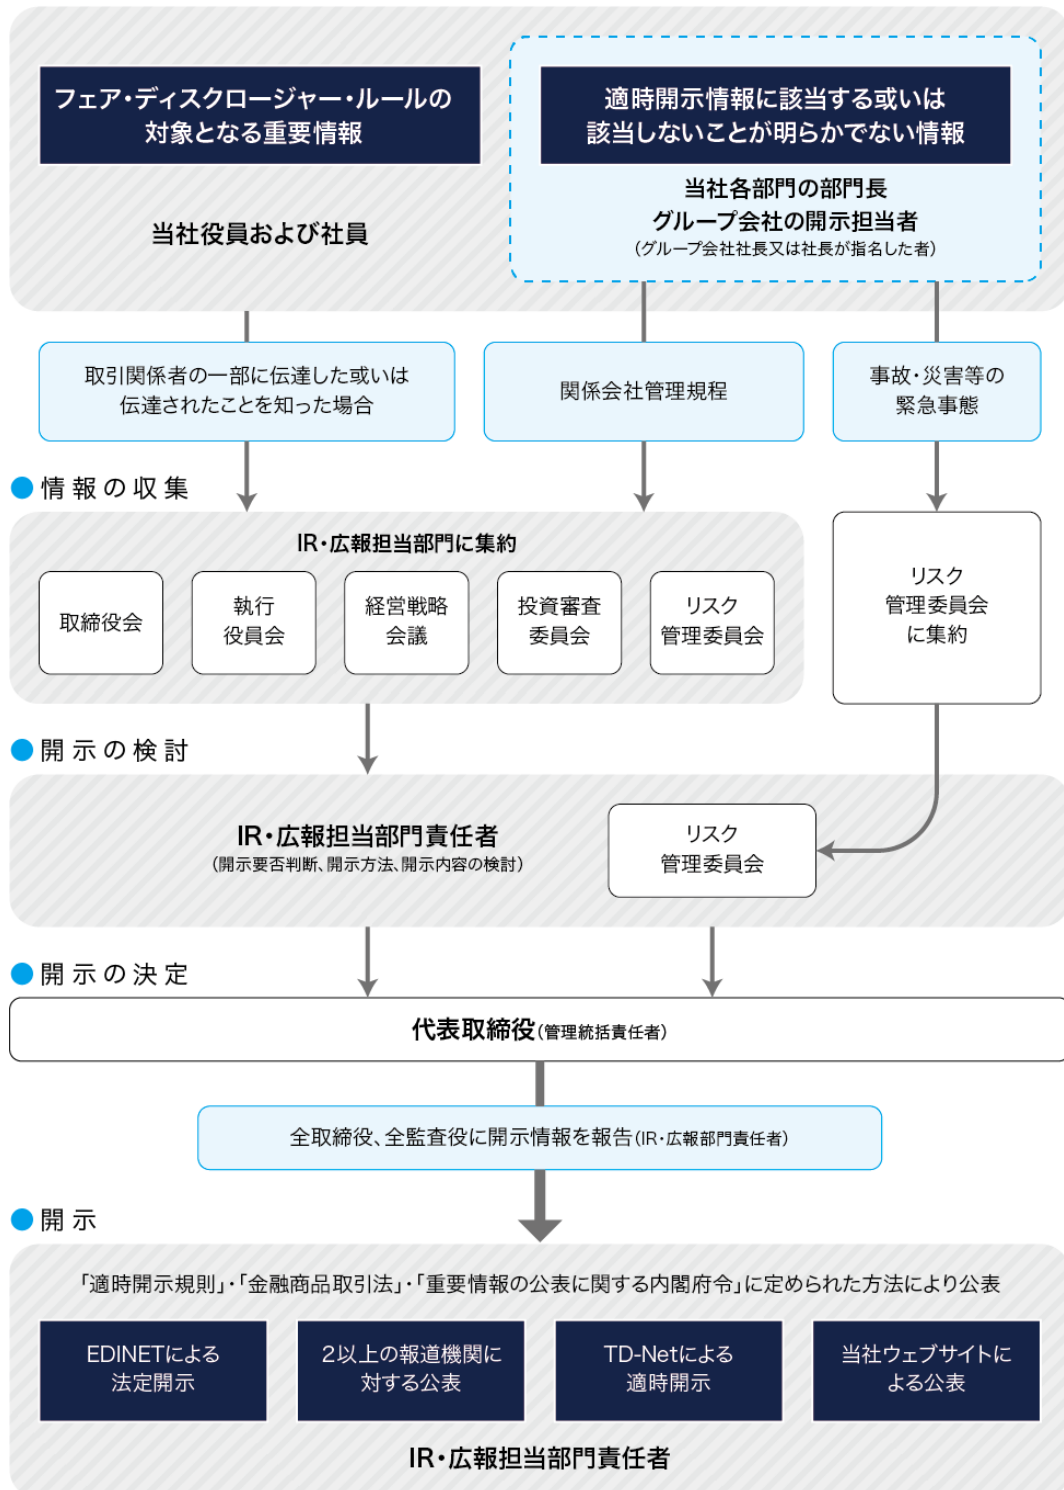 フェア・ディスクロージャー・ルールの
対象となる重要情報
当社役員および社員
適時開示情報に該当する或いは
該当しないことが明らかでない情報
当社各部門の部門長
グループ会社の開示担当者
（グループ会社社長又は社長が指名した者）
取引関係者の一部に伝達した或いは
伝達されたことを知った場合
関係会社管理規程
事故・災害等の
緊急事態
●情報の収集
IR・広報担当部門に集約
取締役会
執行
役員会
経営戦略
会議
投資審査
委員会
リスク
管理委員会
リスク
管理委員会
に集約
●開示の検討
IR・広報担当部門責任者
（開示要否判断、開示方法、開示内容の検討）
リスク
管理委員会
●開示の決定
代表取締役（管理統括責任者）
全取締役、全監査役に開示情報を報告（IR・広報部門責任者）
●開示
「適時開示規則」・「金融商品取引法」・「重要情報の公表に関する内閣府令」に定められた方法により公表
EDINETによる
法定開示
2以上の報道機関に
対する公表
TD-Netによる
適時開示
当社ウェブサイトに
よる公表
IR・広報担当部門責任者